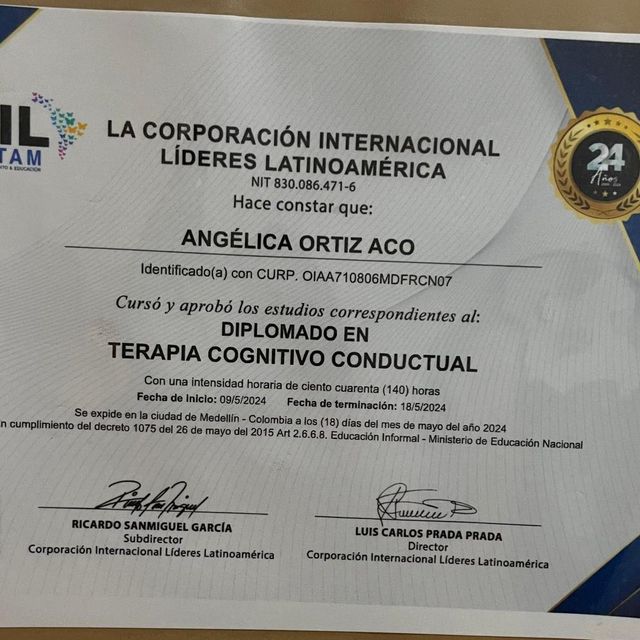 IL
TAM
LA CORPORACIÓN INTERNACIONAL
LÍDERES LATINOAMÉRICA
NIT 830.086.471-6
Hace constar que:
24
Años
ANGÉLICA ORTIZ ACO
Identificado(a) con CURP. OIAA710806MDFRCN07
Cursó y aprobó los estudios correspondientes al:
DIPLOMADO EN
TERAPIA COGNITIVO CONDUCTUAL
Con una intensidad horaria de ciento cuarenta (140) horas
Fecha de inicio: 09/5/2024 Fecha de terminación: 18/5/2024
Se expide en la ciudad de Medellín - Colombia a los (18) días del mes de mayo del año 2024
n cumplimiento del decreto 1075 del 26 de mayo del 2015 Art 2.6.6.8. Educación Informal - Ministerio de Educación Nacional
RICARDO SANMIGUEL GARCÍA
Subdirector
Corporación Internacional Líderes Latinoamérica
LUIS CARLOS PRADA PRADA
Director
Corporación Internacional Líderes Latinoamérica